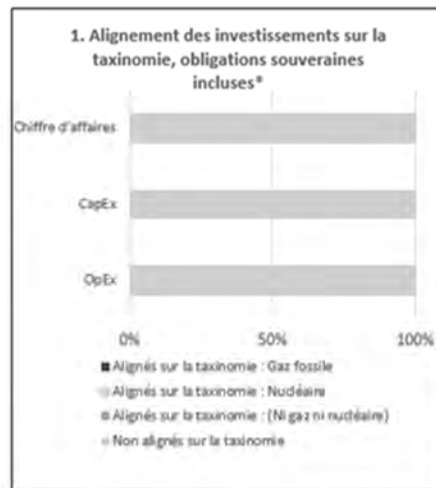 1. Alignement des investissements sur la
taxinomie, obligations souveraines
incluses*
Chiffre d'affaires
CapEx
OpEx
0%
50%
100%
Alignés sur la taxinomie : Gaz fossile
Alignés sur la taxinomie : Nucléaire
Alignés sur la taxinomie : (Ni gaz ni nucléaire)
Non alignés sur la taxinomie